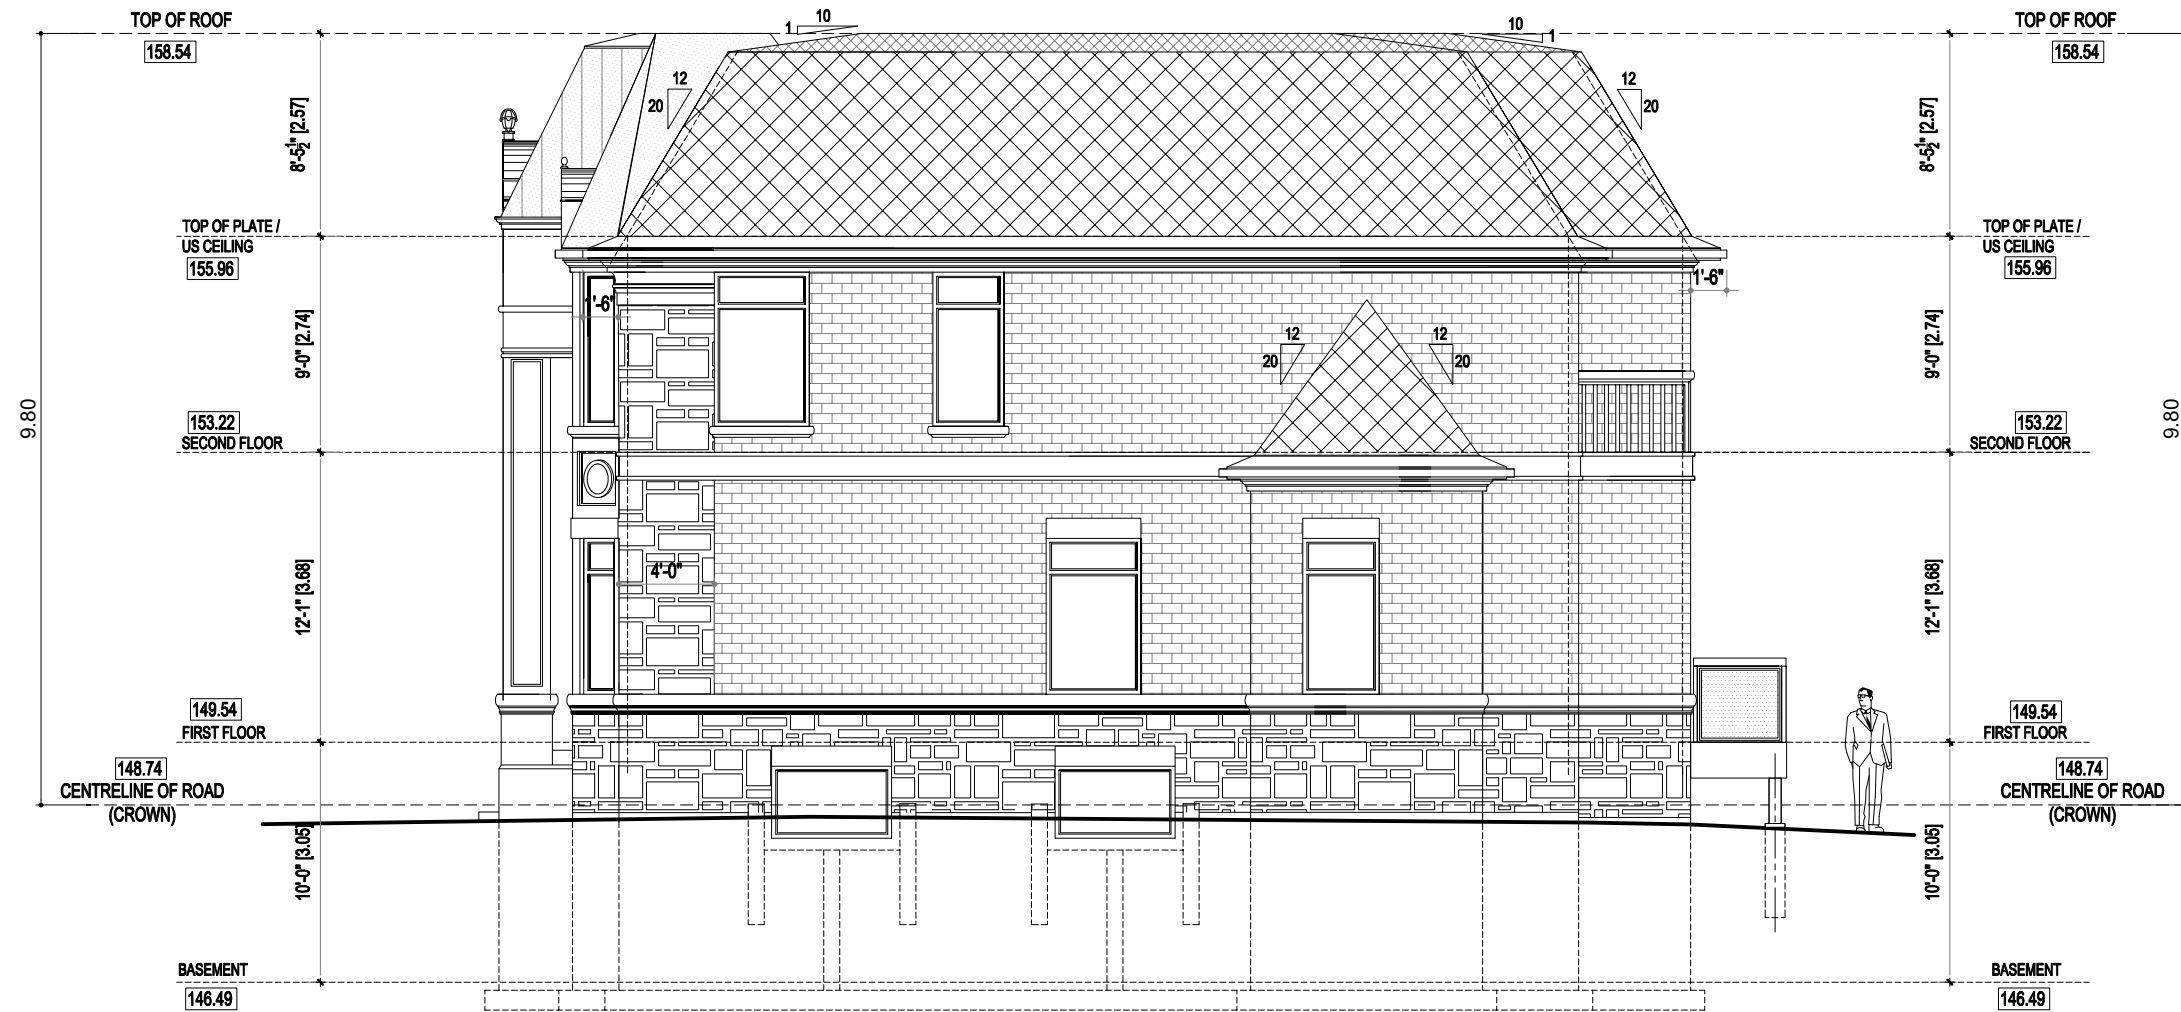 TOP OF ROOF
158.54
1
10
10
1
TOP OF ROOF
158.54
12
20
12
20
8'-5 1/2" [2.57]
8'-5 1/2" [2.57]
TOP OF PLATE /
US CEILING
155.96
TOP OF PLATE /
US CEILING
155.96
1'-6"
1'-6"
9'-0" [2.74]
12
20
12
20
9'-0" [2.74]
9.80
9.80
153.22
SECOND FLOOR
153.22
SECOND FLOOR
12'-1" [3.68]
4'-0"
12'-1" [3.68]
149.54
FIRST FLOOR
149.54
FIRST FLOOR
148.74
CENTRELINE OF ROAD
(CROWN)
148.74
CENTRELINE OF ROAD
(CROWN)
10'-0" [3.05]
10'-0" [3.05]
BASEMENT
146.49
BASEMENT
146.49